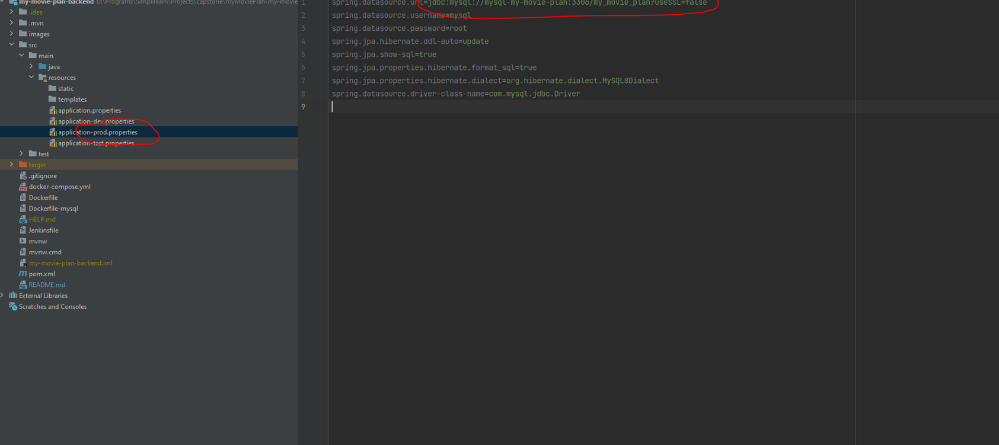 my-movie-plan-backend D:\Programs\Simplilearn\Projects\capstone\myMoviePlan\my-movie
.idea
.mvn
images
src
main
java
resources
static
templates
application.properties
application-dev.properties
application-prod.properties
application-test.properties
test
target
.gitignore
docker-compose.yml
Dockerfile
Dockerfile-mysql
HELP.md
Jenkinsfile
mvnw
mvnw.cmd
my-movie-plan-backend.iml
pom.xml
README.md
External Libraries
Scratches and Consoles
1 spring.datasource.url=jdbc:mysql://mysql-my-movie-plan:3306/my_movie_plan?useSSL=false
2 spring.datasource.username=mysql
3 spring.datasource.password=root
4 spring.jpa.hibernate.ddl-auto=update
5 spring.jpa.show-sql=true
6 spring.jpa.properties.hibernate.format_sql=true
7 spring.jpa.properties.hibernate.dialect=org.hibernate.dialect.MySQL8Dialect
8 spring.datasource.driver-class-name=com.mysql.jdbc.Driver
9